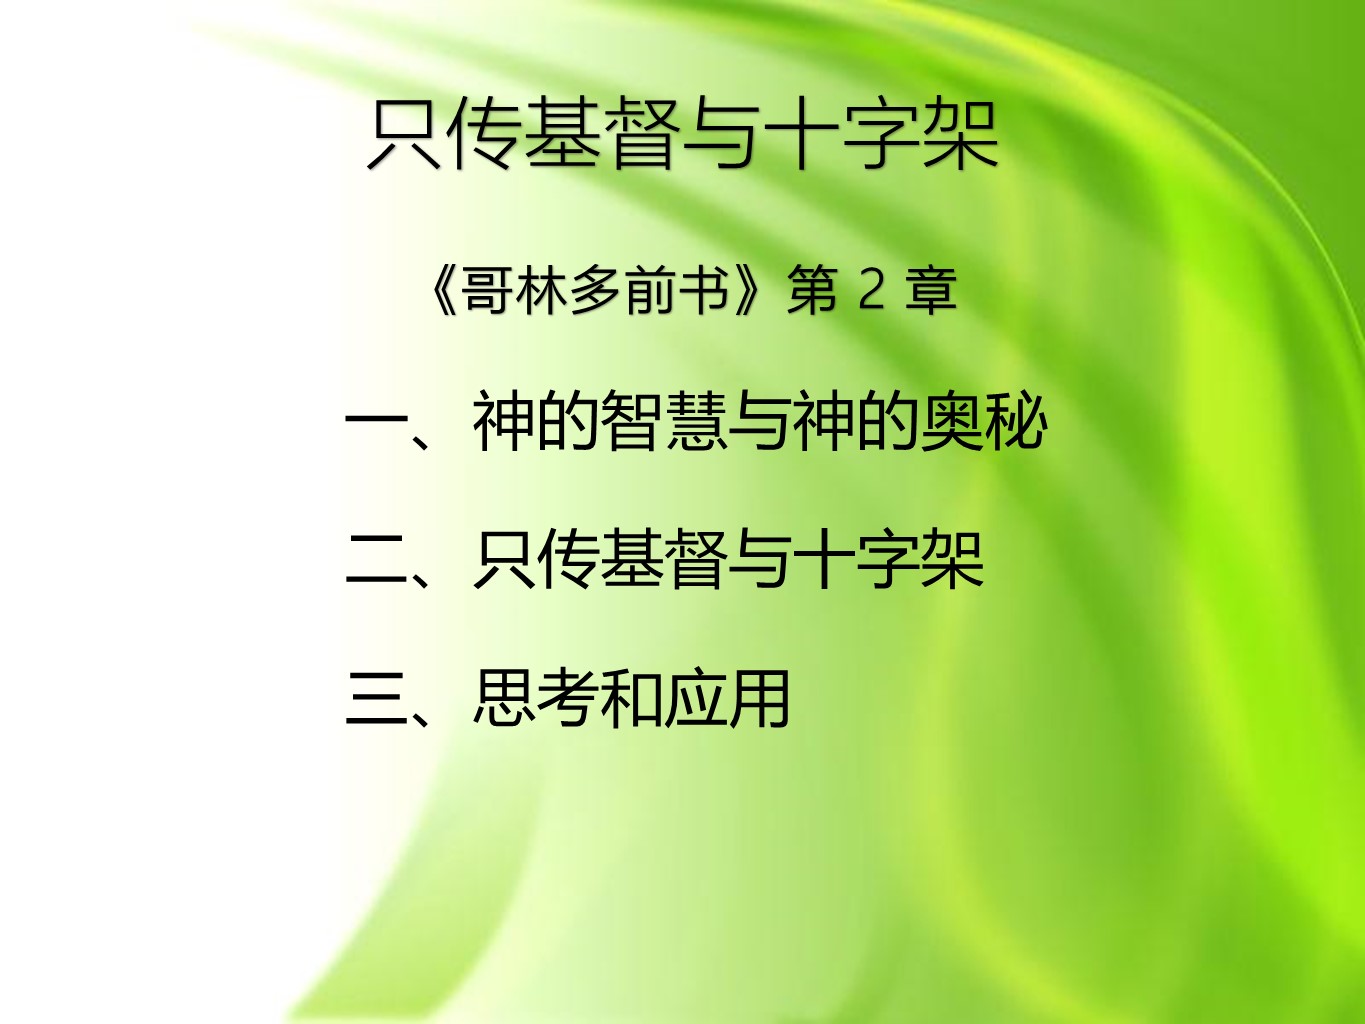 只传基督与十字架
《哥林多前书》第 2 章
一、神的智慧与神的奥秘
二、只传基督与十字架
三、思考和应用